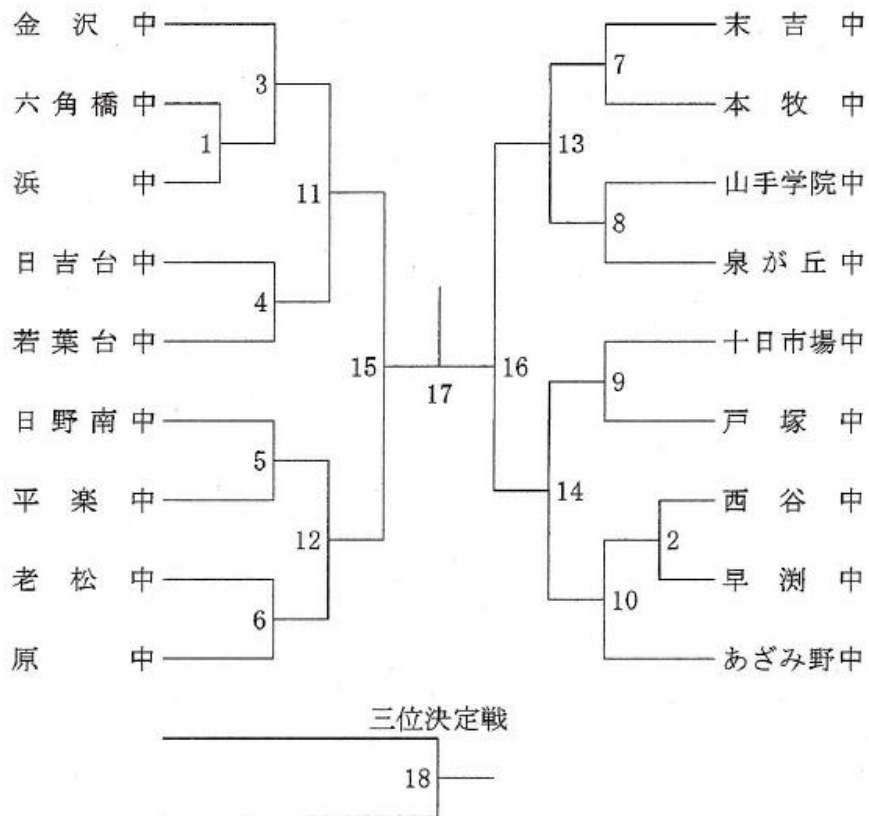 金沢中
六角橋中
浜中
日吉台中
若葉台中
日野南中
平楽中
老松中
原中
1
3
4
5
6
11
12
15
17
16
13
14
7
8
9
2
10
末吉中
本牧中
山手学院中
泉が丘中
十日市場中
戸塚中
西谷中
早渕中
あざみ野中
三位決定戦
18